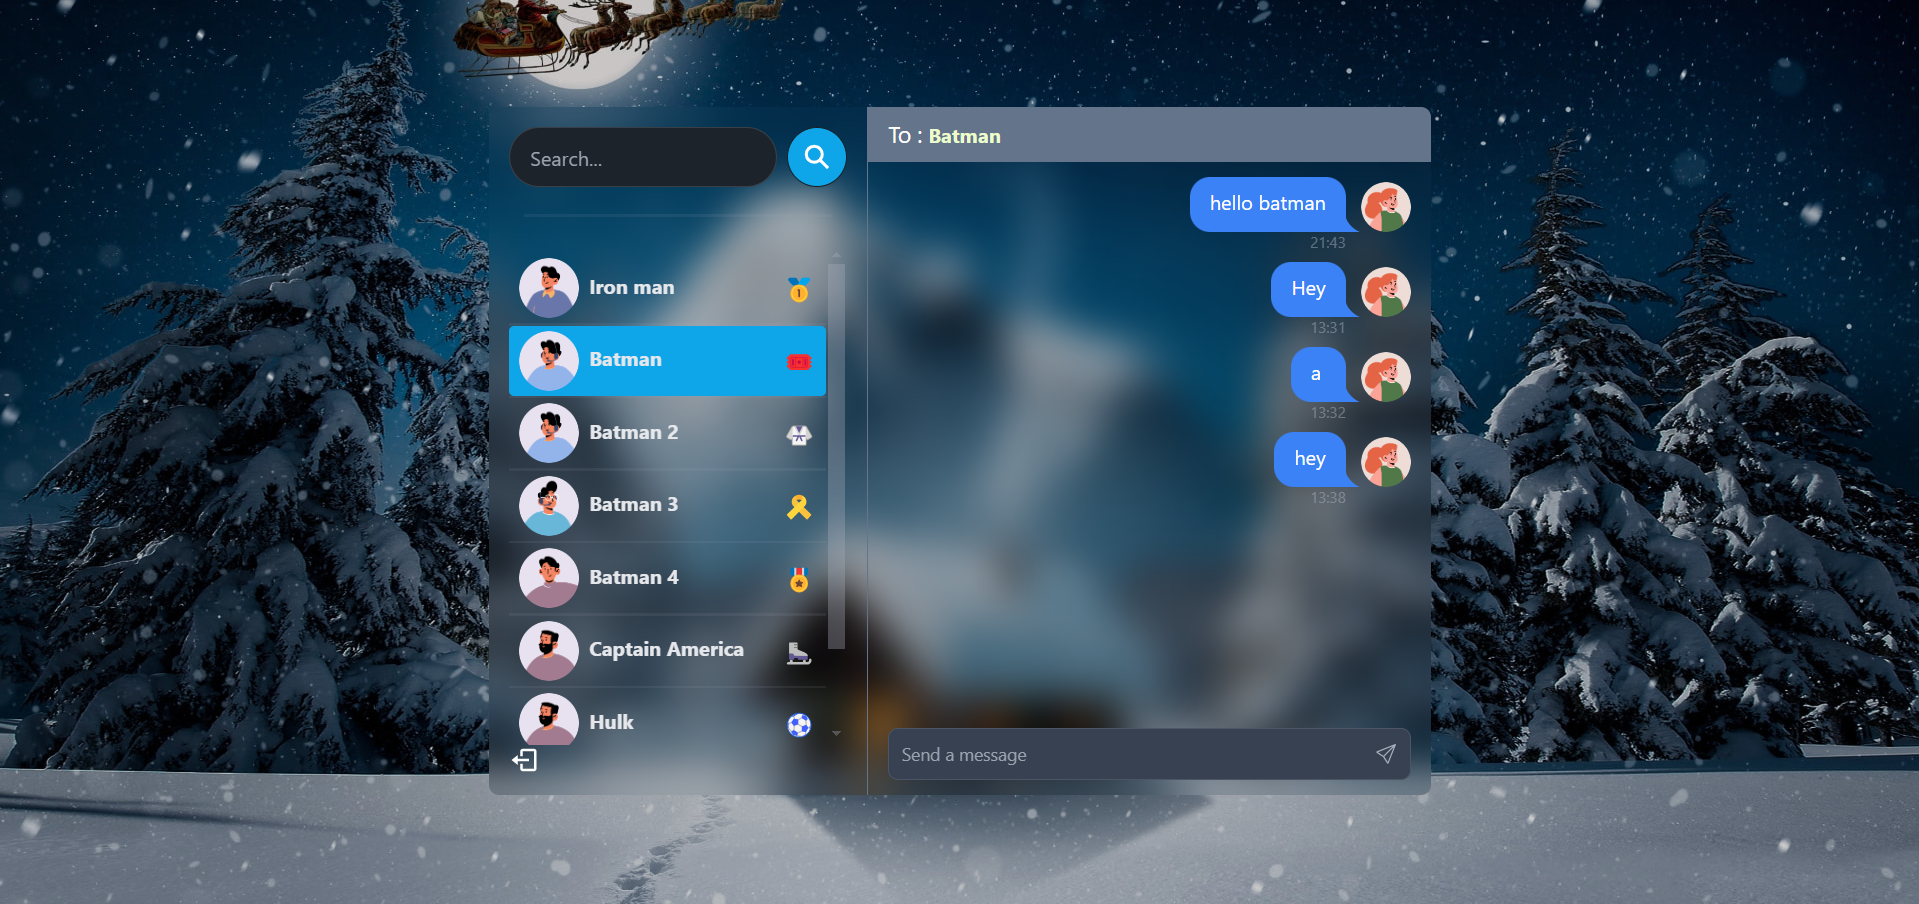 Search...
Iron man
Batman
Batman 2
Batman 3
Batman 4
Captain America
Hulk
To : Batman
hello batman
21:43
Hey
13:31
a
13:32
hey
13:38
Send a message